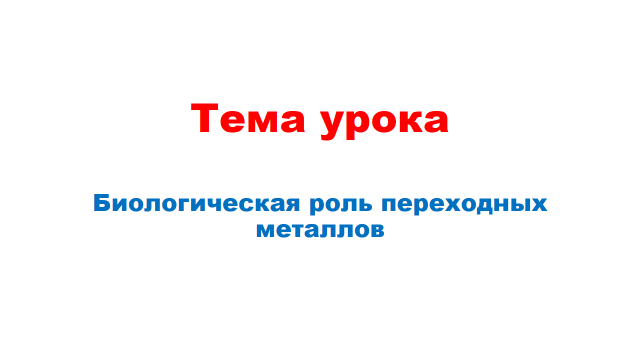 Тема урока
Биологическая роль переходных
металлов